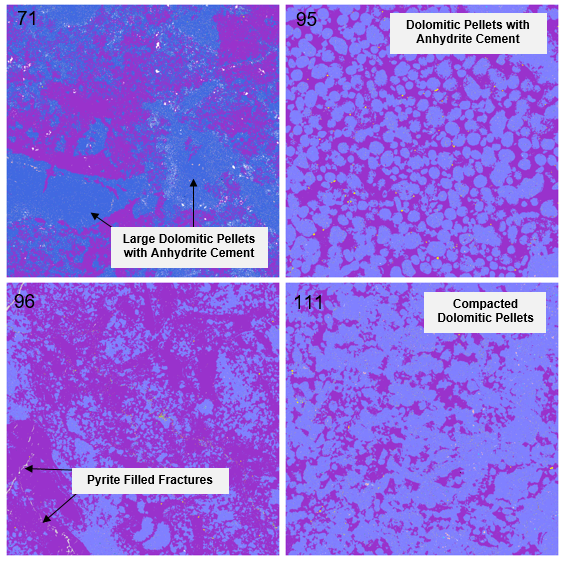 71
Large Dolomitic Pellets
with Anhydrite Cement
95
Dolomitic Pellets with
Anhydrite Cement
96
Pyrite Filled Fractures
111
Compacted
Dolomitic Pellets